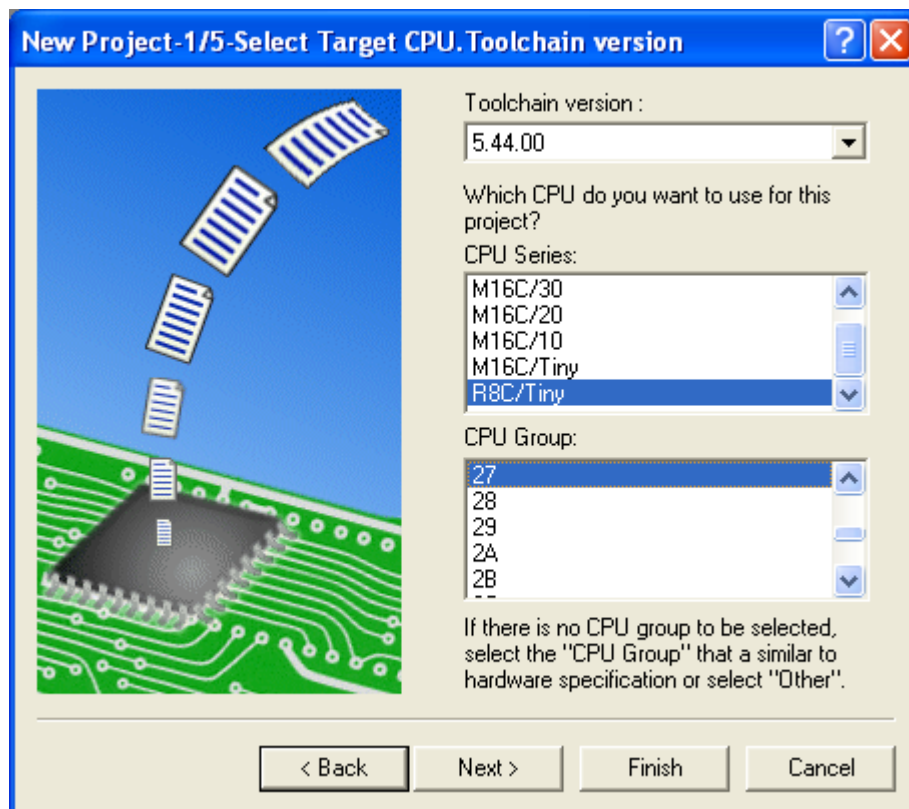 New Project-1/5-Select Target CPU.Toolchain version
Toolchain version :
5.44.00
Which CPU do you want to use for this
project?
CPU Series:
M16C/30
M16C/20
M16C/10
M16C/Tiny
R8C/Tiny
CPU Group:
27
28
29
2A
2B
If there is no CPU group to be selected,
select the "CPU Group" that a similar to
hardware specification or select "Other".
< Back
Next >
Finish
Cancel